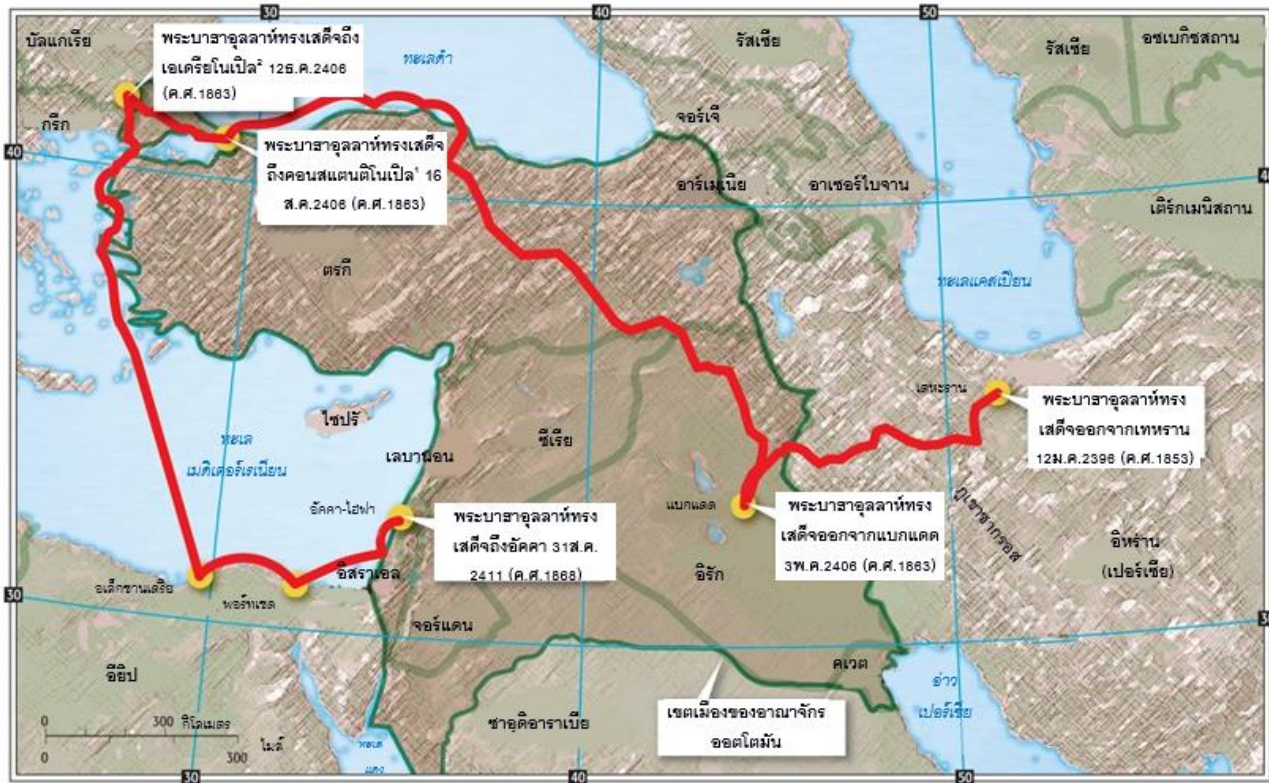 30
40
50
บัลแกเรีย
พระบาฮาอุลลาห์ทรงเสด็จถึง
เอเดรียโนเปิล² 12ธ.ค.2406
(ค.ศ.1863)
ทะเลดำ
รัสเซีย
รัสเซีย
อซเบกิซสถาน
กรีก
จอร์เจี
40
พระบาฮาอุลลาห์ทรงเสด็จ
ถึงคอนสแตนติโนเปิล¹ 16
ส.ค.2406 (ค.ศ.1863)
อาร์เมเนีย
อาเซอร์ไบจาน
เติร์กเมนิสถาน
ตรกี
ทะเลแคสเปียน
เตหะราน
พระบาฮาอุลลาห์ทรง
เสด็จออกจากเทหราน
12ม.ค.2396 (ค.ศ.1853)
ไซปรั
ซีเรีย
เลบานอน
ทะเล
เมดิเตอร์เรเนียน
อัคคา-ไฮฟา
แบกแดด
ภูเขาซากรอส
พระบาฮาอุลลาห์ทรง
เสด็จถึงอัคคา 31ส.ค.
2411 (ค.ศ.1868)
พระบาฮาอุลลาห์ทรง
เสด็จออกจากแบกแดด
3พ.ค.2406 (ค.ศ.1863)
อิหร่าน
(เปอร์เซีย)
อิรัก
อิสราเอล
อเล็กซานเดรีย
พอร์ทเซด
30
30
จอร์แดน
อียิป
คเวต
อ่าว
เปอร์เซีย
ซาอุดิอาราเบีย
เขตเมืองของอาณาจักร
ออตโตมัน
0 300 กิโลเมตร
0 300 ไมล์
ทะเล
แดง
30
40
50